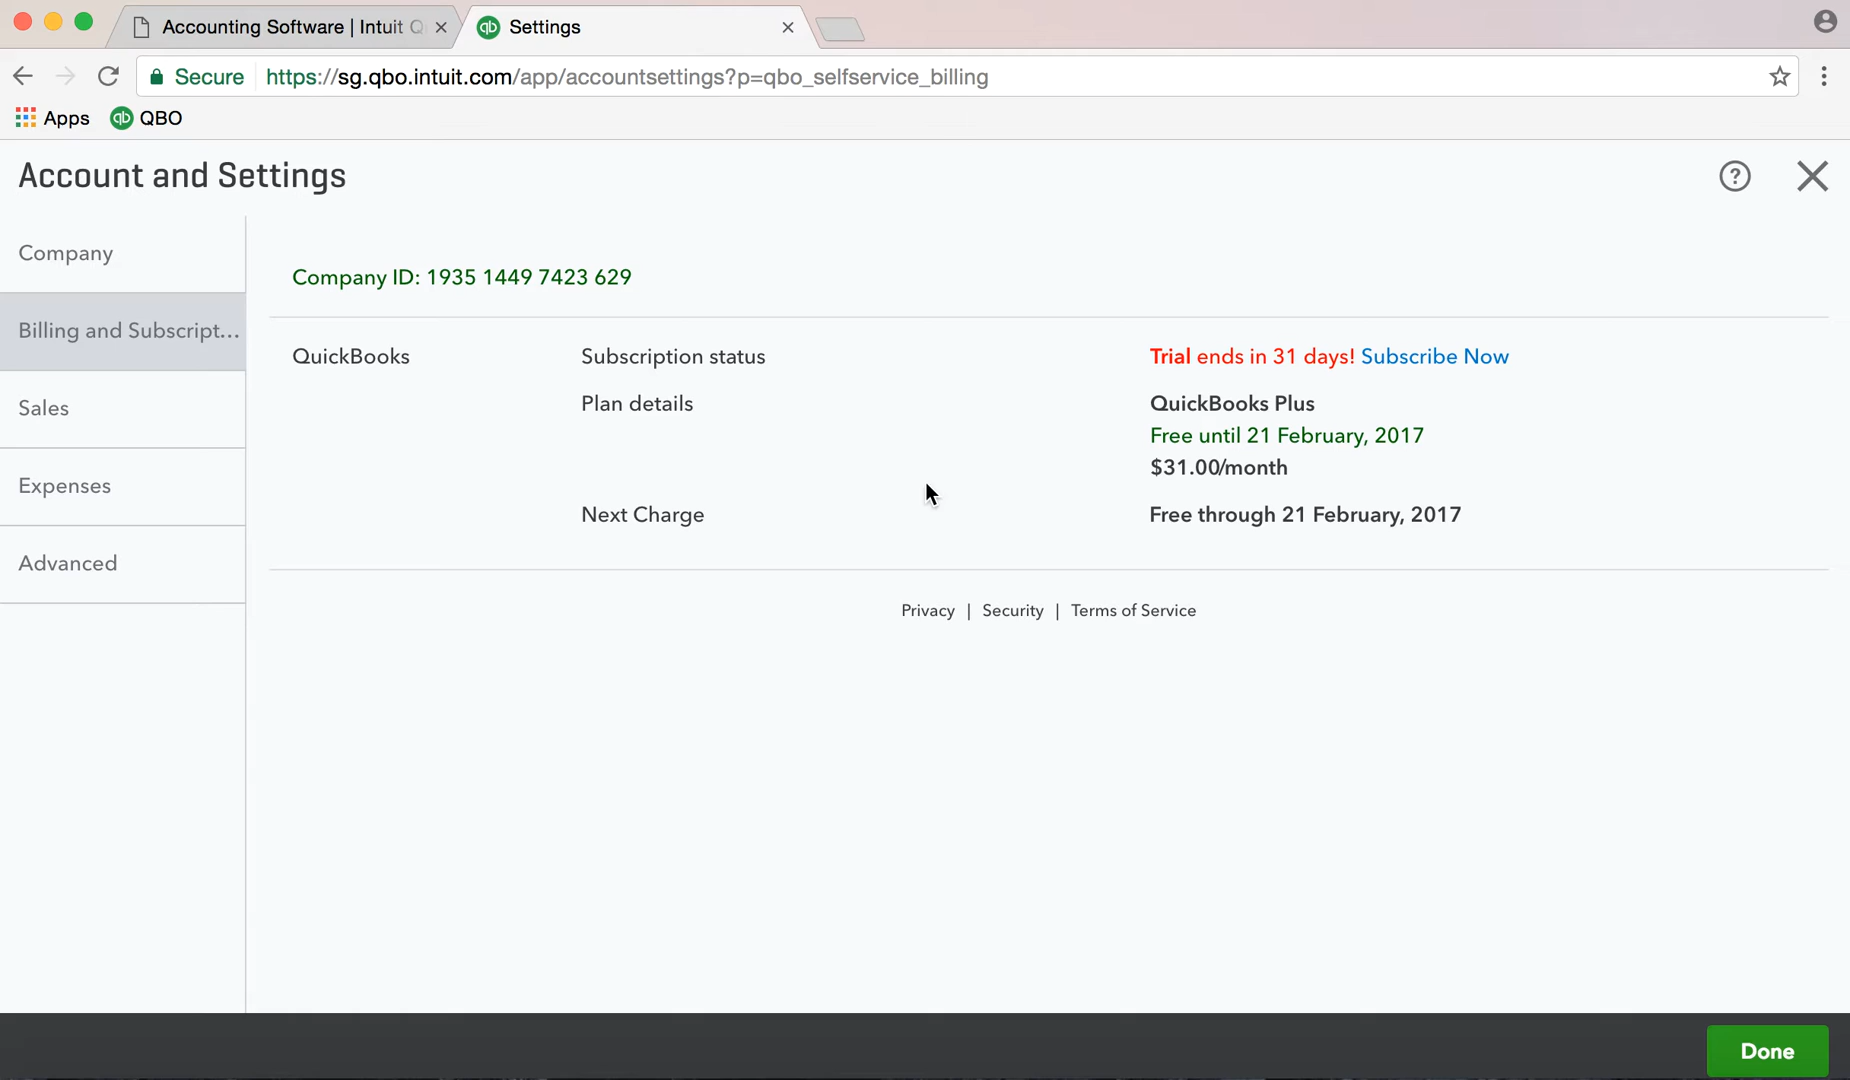 Accounting Software | Intuit Q
Settings
Secure https://sg.qbo.intuit.com/app/accountsettings?p=qbo_selfservice_billing
Apps
qb QBO
Account and Settings
?
Company
Billing and Subscript...
Sales
Expenses
Advanced
Company ID: 1935 1449 7423 629
QuickBooks
Subscription status
Trial ends in 31 days! Subscribe Now
Plan details
QuickBooks Plus
Free until 21 February, 2017
$31.00/month
Next Charge
Free through 21 February, 2017
Privacy | Security | Terms of Service
Done